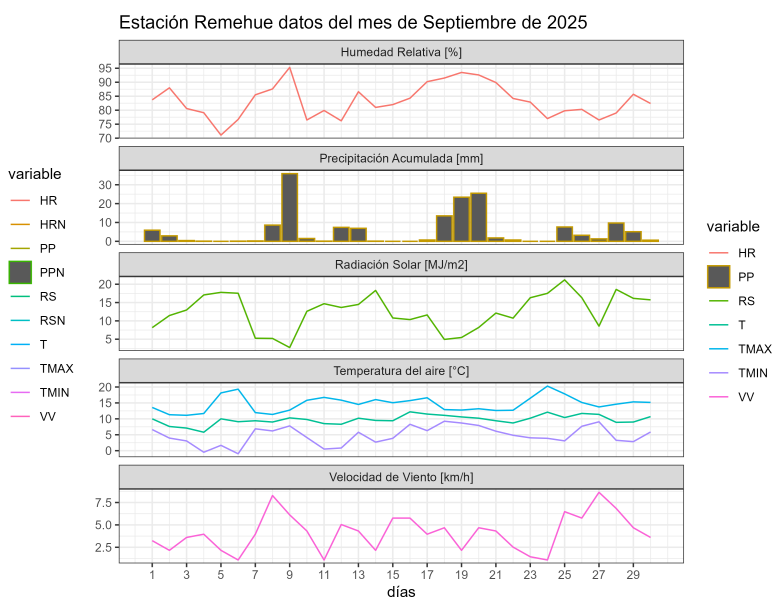 Estación Remehue datos del mes de Septiembre de 2025
Humedad Relativa [%]
95
90
85
80
75
70
Precipitación Acumulada [mm]
30
20
10
0
Radiación Solar [MJ/m2]
20
15
10
5
Temperatura del aire [°C]
20
15
10
5
0
Velocidad de Viento [km/h]
7.5
5.0
2.5
1 3 5 7 9 11 13 15 17 19 21 23 25 27 29
días
variable
HR
HRN
PP
PPN
RS
RSN
T
TMAX
TMIN
VV
variable
HR
PP
RS
T
TMAX
TMIN
VV